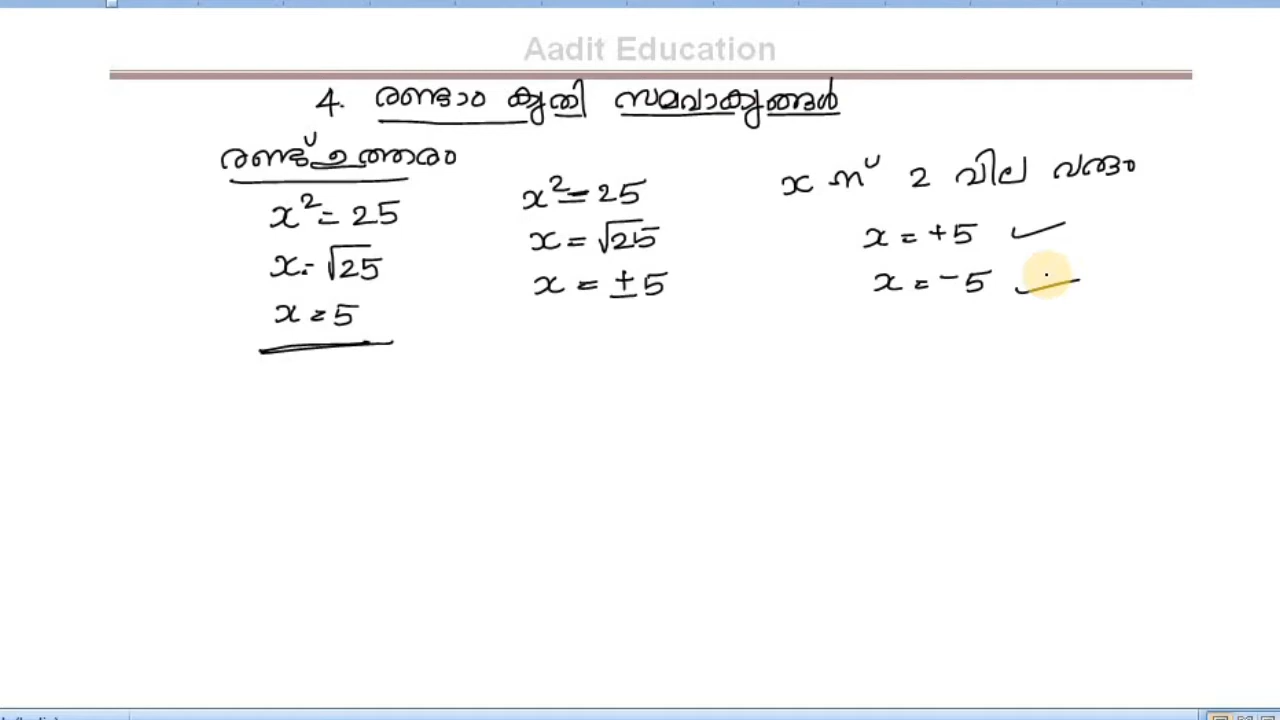 Aadit Education
4. രണ്ടാം കൃതി സമവാക്യങ്ങൾ
രണ്ട് ഉത്തരം
x² = 25
x = √25
x = 5
x² = 25
x = √25
x = ±5
x ന് 2 വില വരും
x = +5 ✓
x = -5 ✓